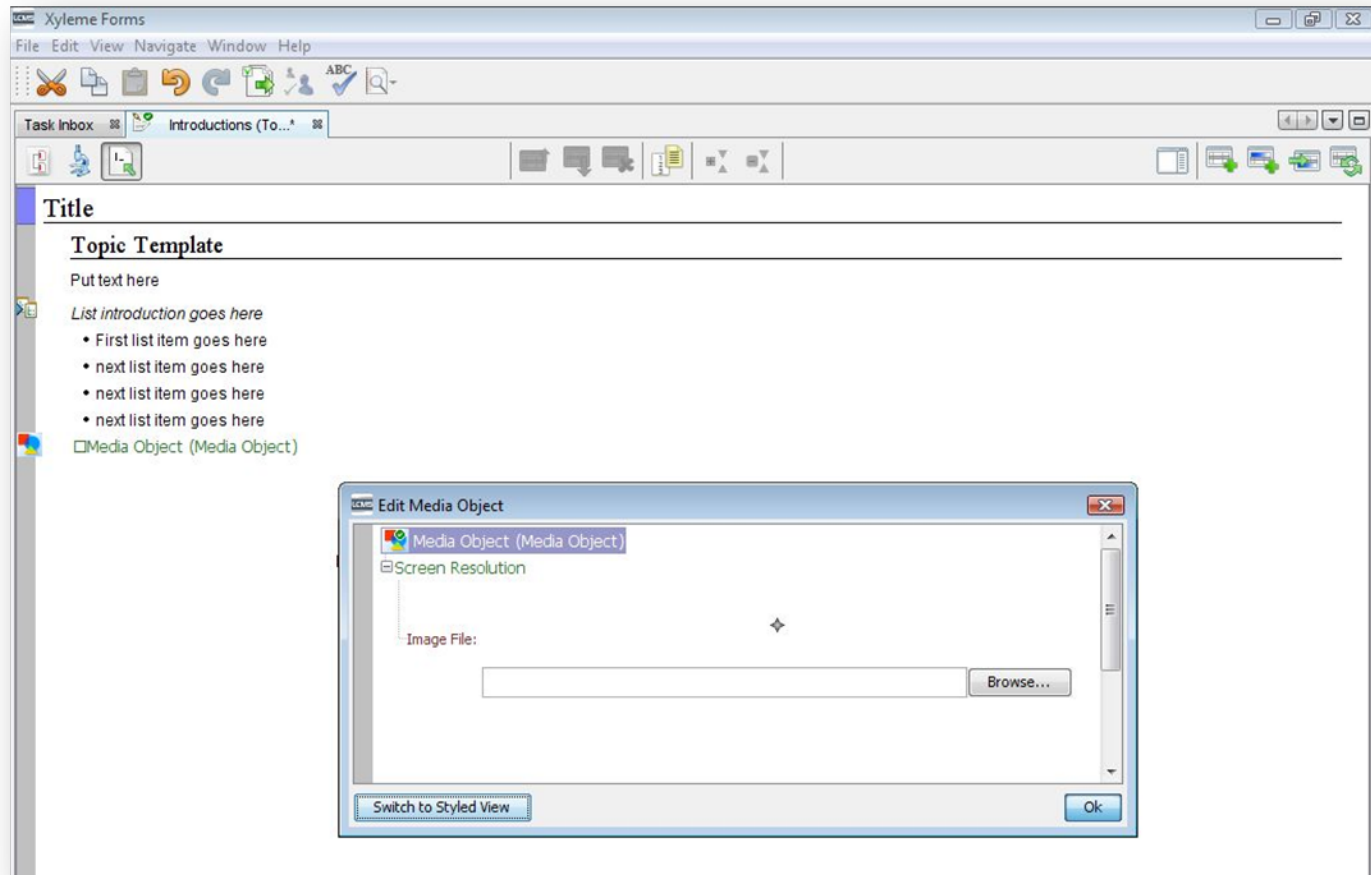 LCMS Xyleme Forms
File Edit View Navigate Window Help
ABC
Task Inbox Introductions (To...*
Title
Topic Template
Put text here
List introduction goes here
• First list item goes here
• next list item goes here
• next list item goes here
• next list item goes here
Media Object (Media Object)
LCMS Edit Media Object
Media Object (Media Object)
Screen Resolution
Image File:
Browse...
Switch to Styled View Ok